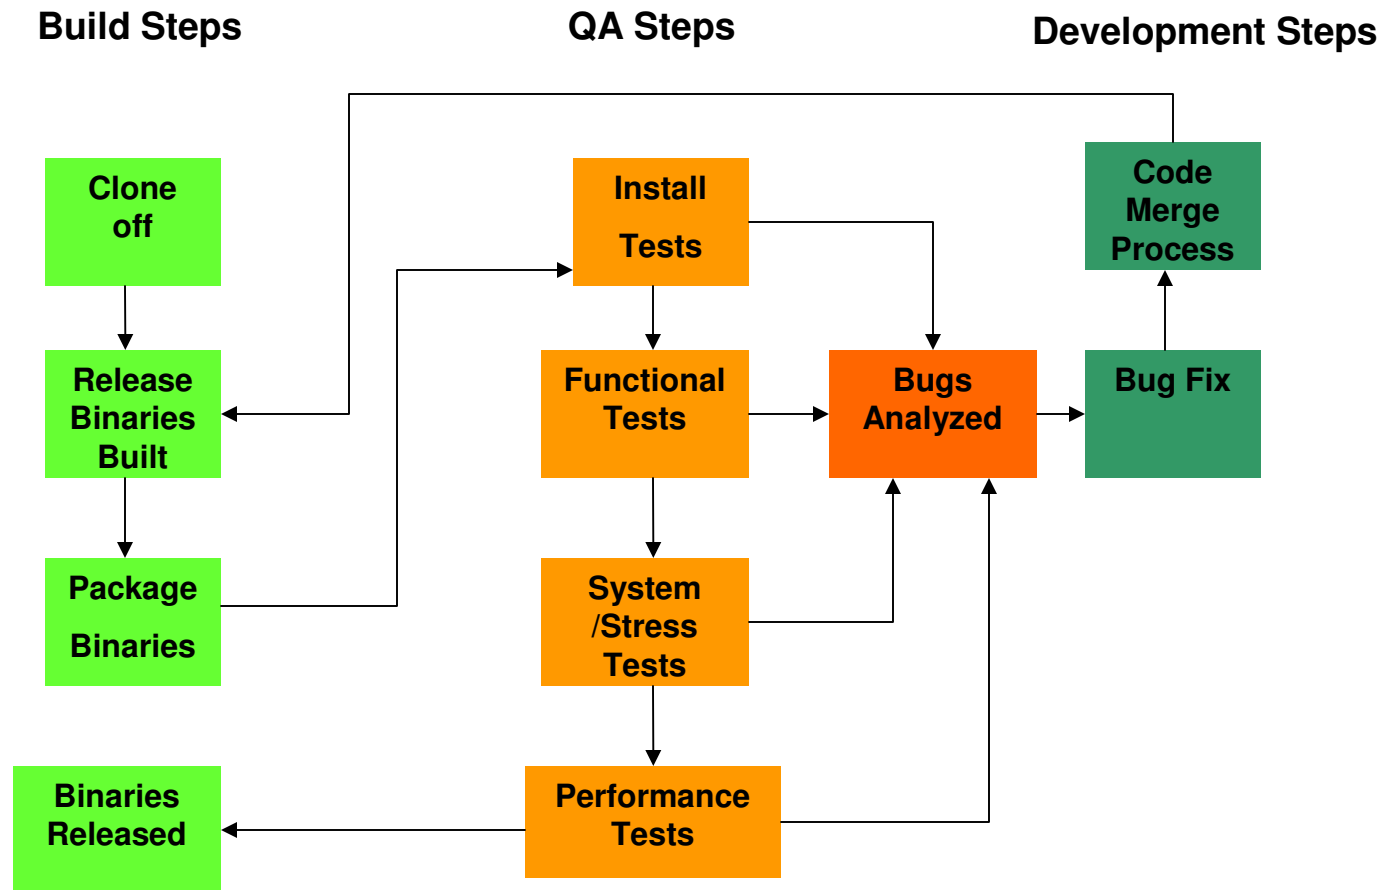 Build Steps
QA Steps
Development Steps
Clone
off
Install
Tests
Code
Merge
Process
Release
Binaries
Built
Functional
Tests
Bugs
Analyzed
Bug Fix
Package
Binaries
System
/Stress
Tests
Binaries
Released
Performance
Tests